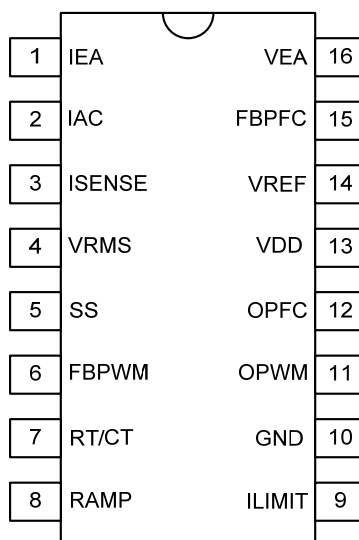 1 IEA VEA 16
2 IAC FBPFC 15
3 ISENSE VREF 14
4 VRMS VDD 13
5 SS OPFC 12
6 FBPWM OPWM 11
7 RT/CT GND 10
8 RAMP ILIMIT 9